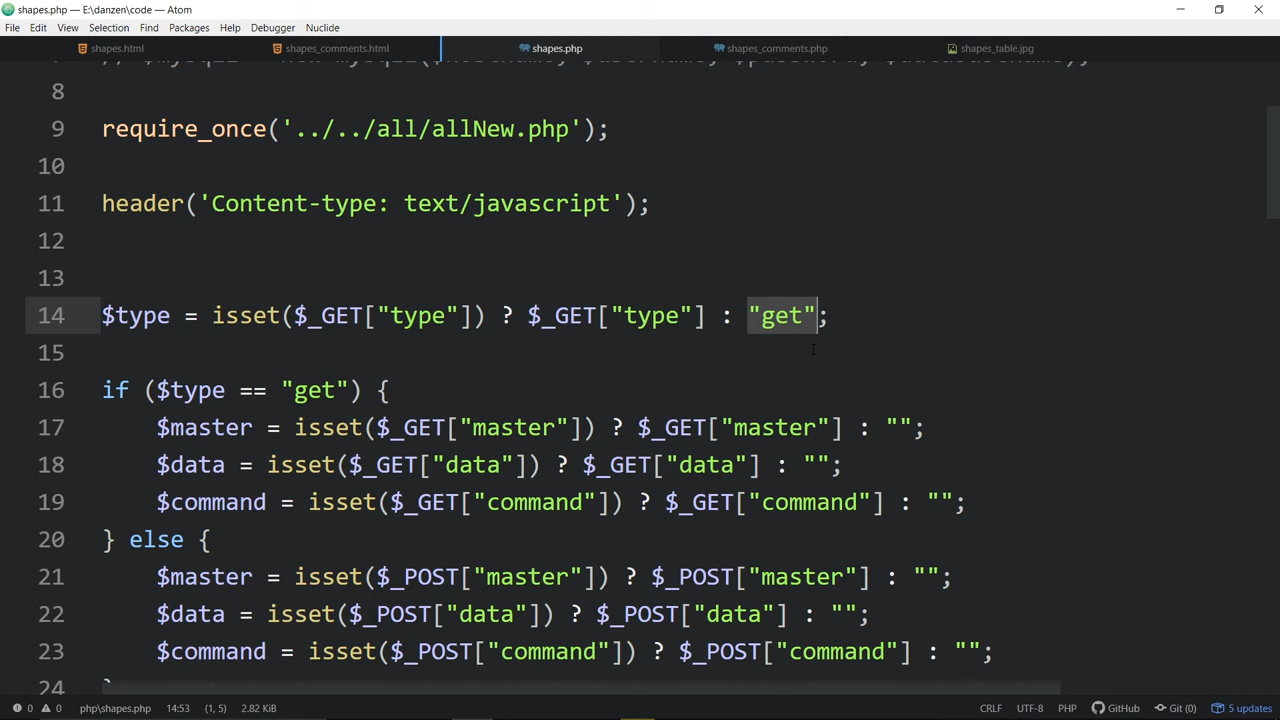 shapes.php — E:\danzen\code — Atom
File Edit View Selection Find Packages Help Debugger Nuclide
shapes.html shapes_comments.html shapes.php shapes_comments.php shapes_table.jpg
8
9 require_once('../../all/allNew.php');
10
11 header('Content-type: text/javascript');
12
13
14 $type = isset($_GET["type"]) ? $_GET["type"] : "get";
15
16 if ($type == "get") {
17 $master = isset($_GET["master"]) ? $_GET["master"] : "";
18 $data = isset($_GET["data"]) ? $_GET["data"] : "";
19 $command = isset($_GET["command"]) ? $_GET["command"] : "";
20 } else {
21 $master = isset($_POST["master"]) ? $_POST["master"] : "";
22 $data = isset($_POST["data"]) ? $_POST["data"] : "";
23 $command = isset($_POST["command"]) ? $_POST["command"] : "";
24
0 0 php\shapes.php 14:53 (1, 5) 2.82 KiB CRLF UTF-8 PHP GitHub Git (0) 5 updates